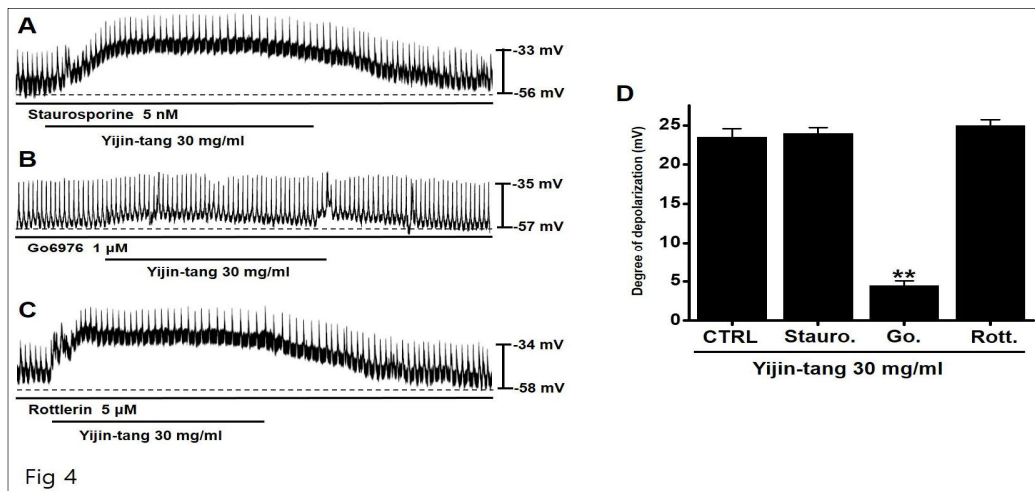 A
-33 mV
-56 mV
Staurosporine 5 nM
Yijin-tang 30 mg/ml
B
-35 mV
-57 mV
Go6976 1 µM
Yijin-tang 30 mg/ml
C
-34 mV
-58 mV
Rottlerin 5 µM
Yijin-tang 30 mg/ml
D
Degree of depolarization (mV)
25
20
15
10
5
0
**
CTRL Stauro. Go. Rott.
Yijin-tang 30 mg/ml
Fig 4